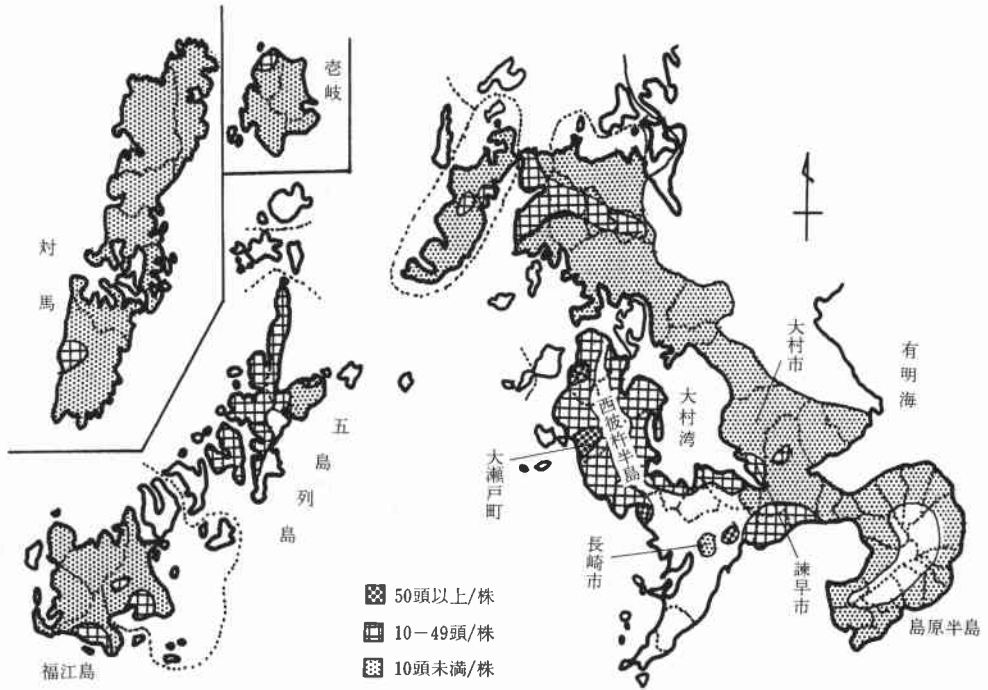 壱岐
対馬
五島列島
福江島
大村市
有明海
大村湾
西彼杵半島
大瀬戸町
長崎市
諫早市
島原半島
50頭以上/株
10−49頭/株
10頭未満/株